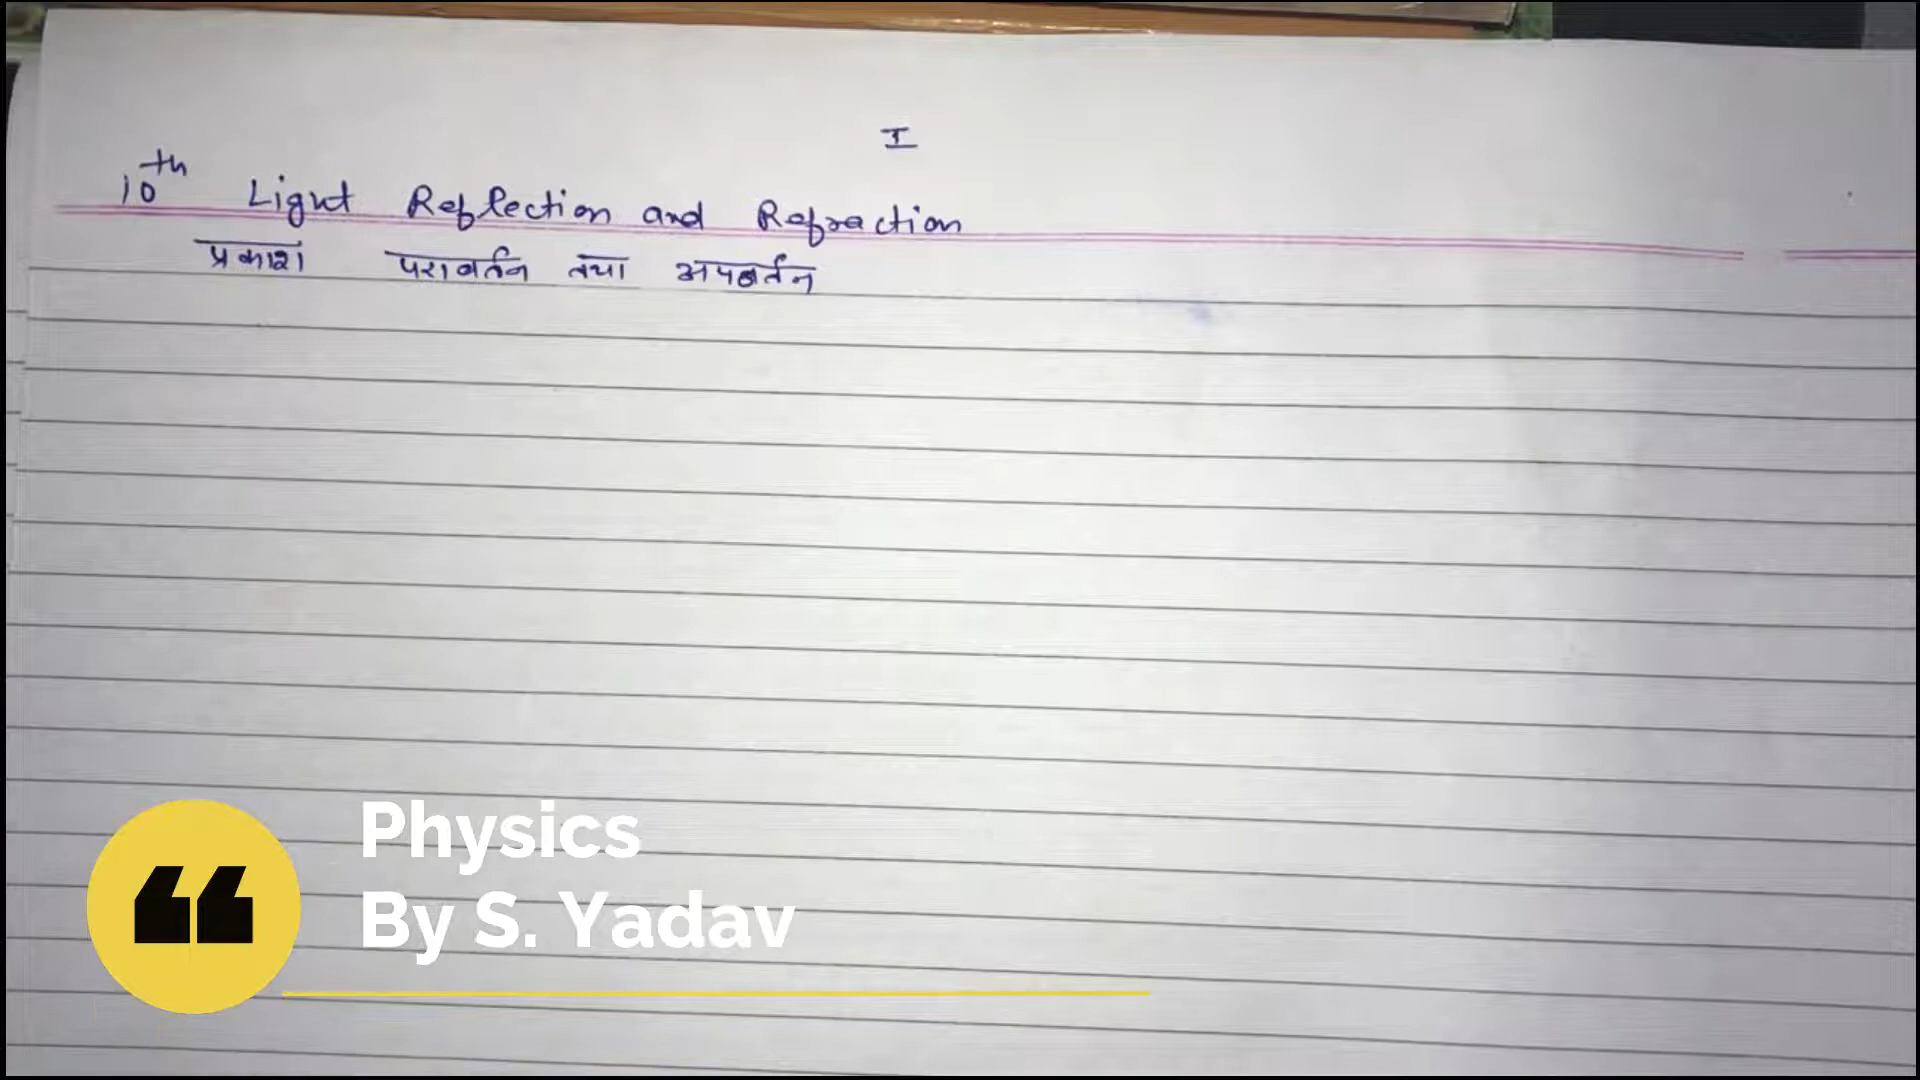 I
10th Light Reflection and Refraction
प्रकाश परावर्तन तथा अपवर्तन
Physics
By S. Yadav